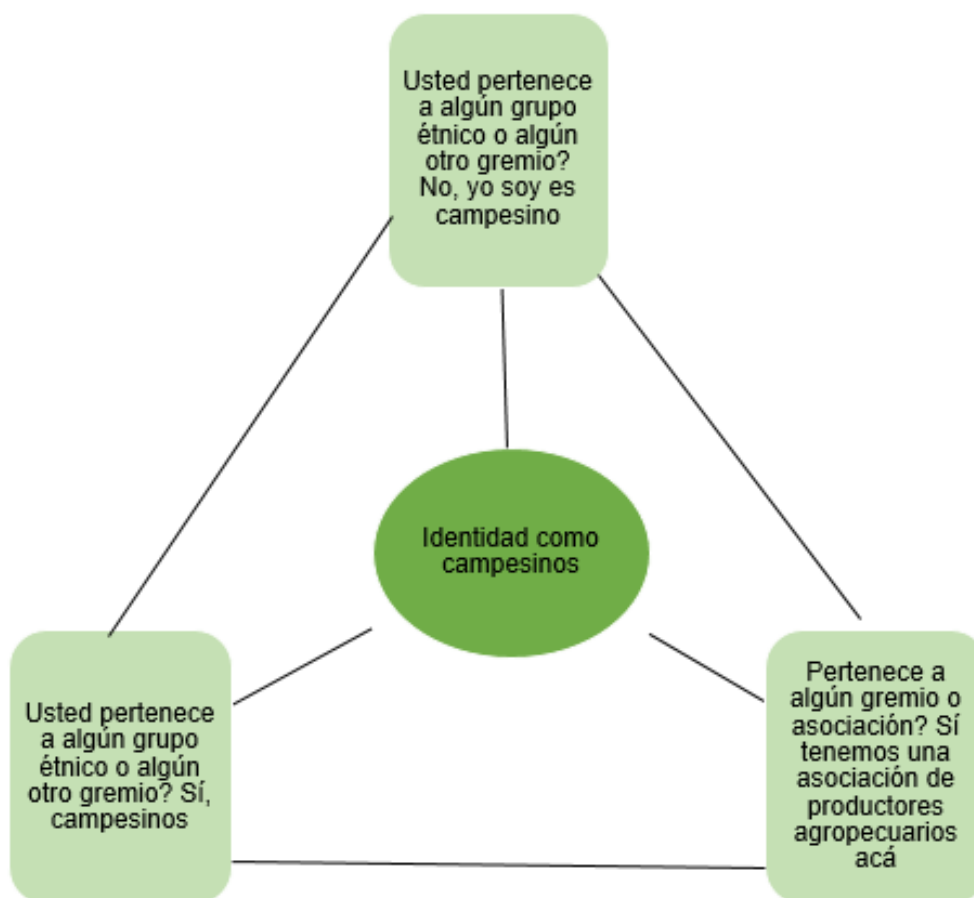 Usted pertenece
a algún grupo
étnico o algún
otro gremio?
No, yo soy es
campesino
Identidad como
campesinos
Usted pertenece
a algún grupo
étnico o algún
otro gremio? Sí,
campesinos
Pertenece a
algún gremio o
asociación? Sí
tenemos una
asociación de
productores
agropecuarios
acá